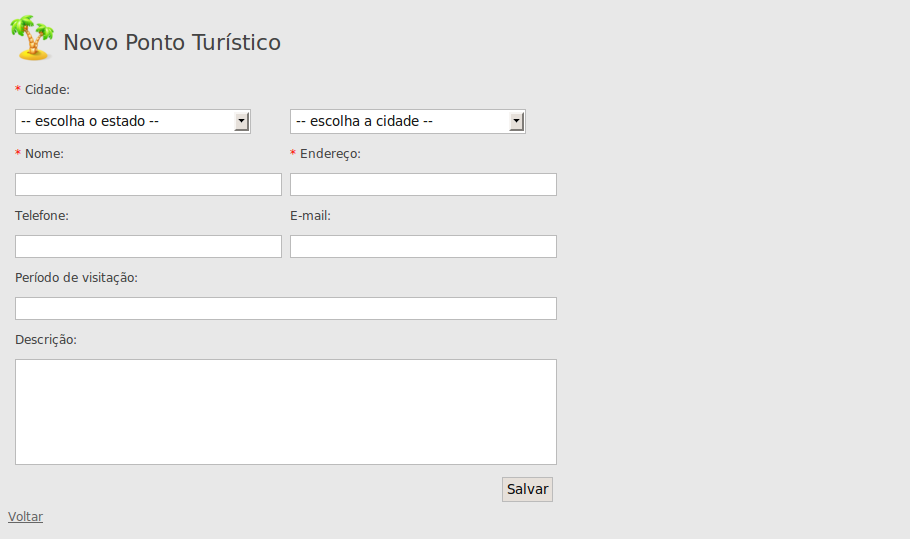 Novo Ponto Turístico
* Cidade:
-- escolha o estado -- -- escolha a cidade --
* Nome: * Endereço:
Telefone: E-mail:
Período de visitação:
Descrição:
Salvar
Voltar